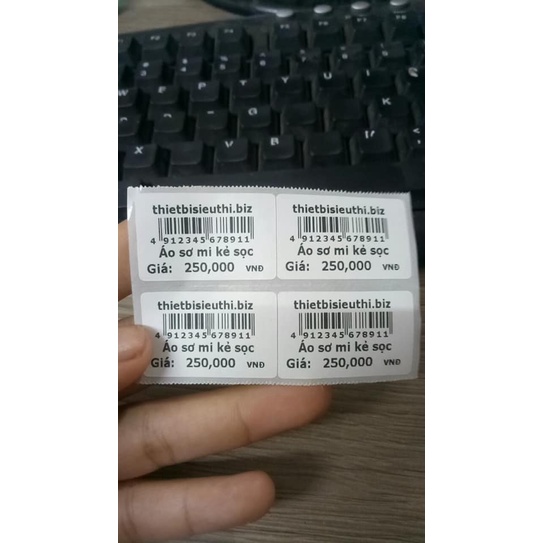 thietbisieuthi.biz
4 912345 678911
Áo sơ mi kẻ sọc
Giá: 250,000 VNĐ
thietbisieuthi.biz
4 912345 678911
Áo sơ mi kẻ sọc
Giá: 250,000 VNĐ
thietbisieuthi.biz
4 912345 678911
Áo sơ mi kẻ sọc
Giá: 250,000 VNĐ
thietbisieuthi.biz
4 912345 678911
Áo sơ mi kẻ sọc
Giá: 250,000 VNĐ